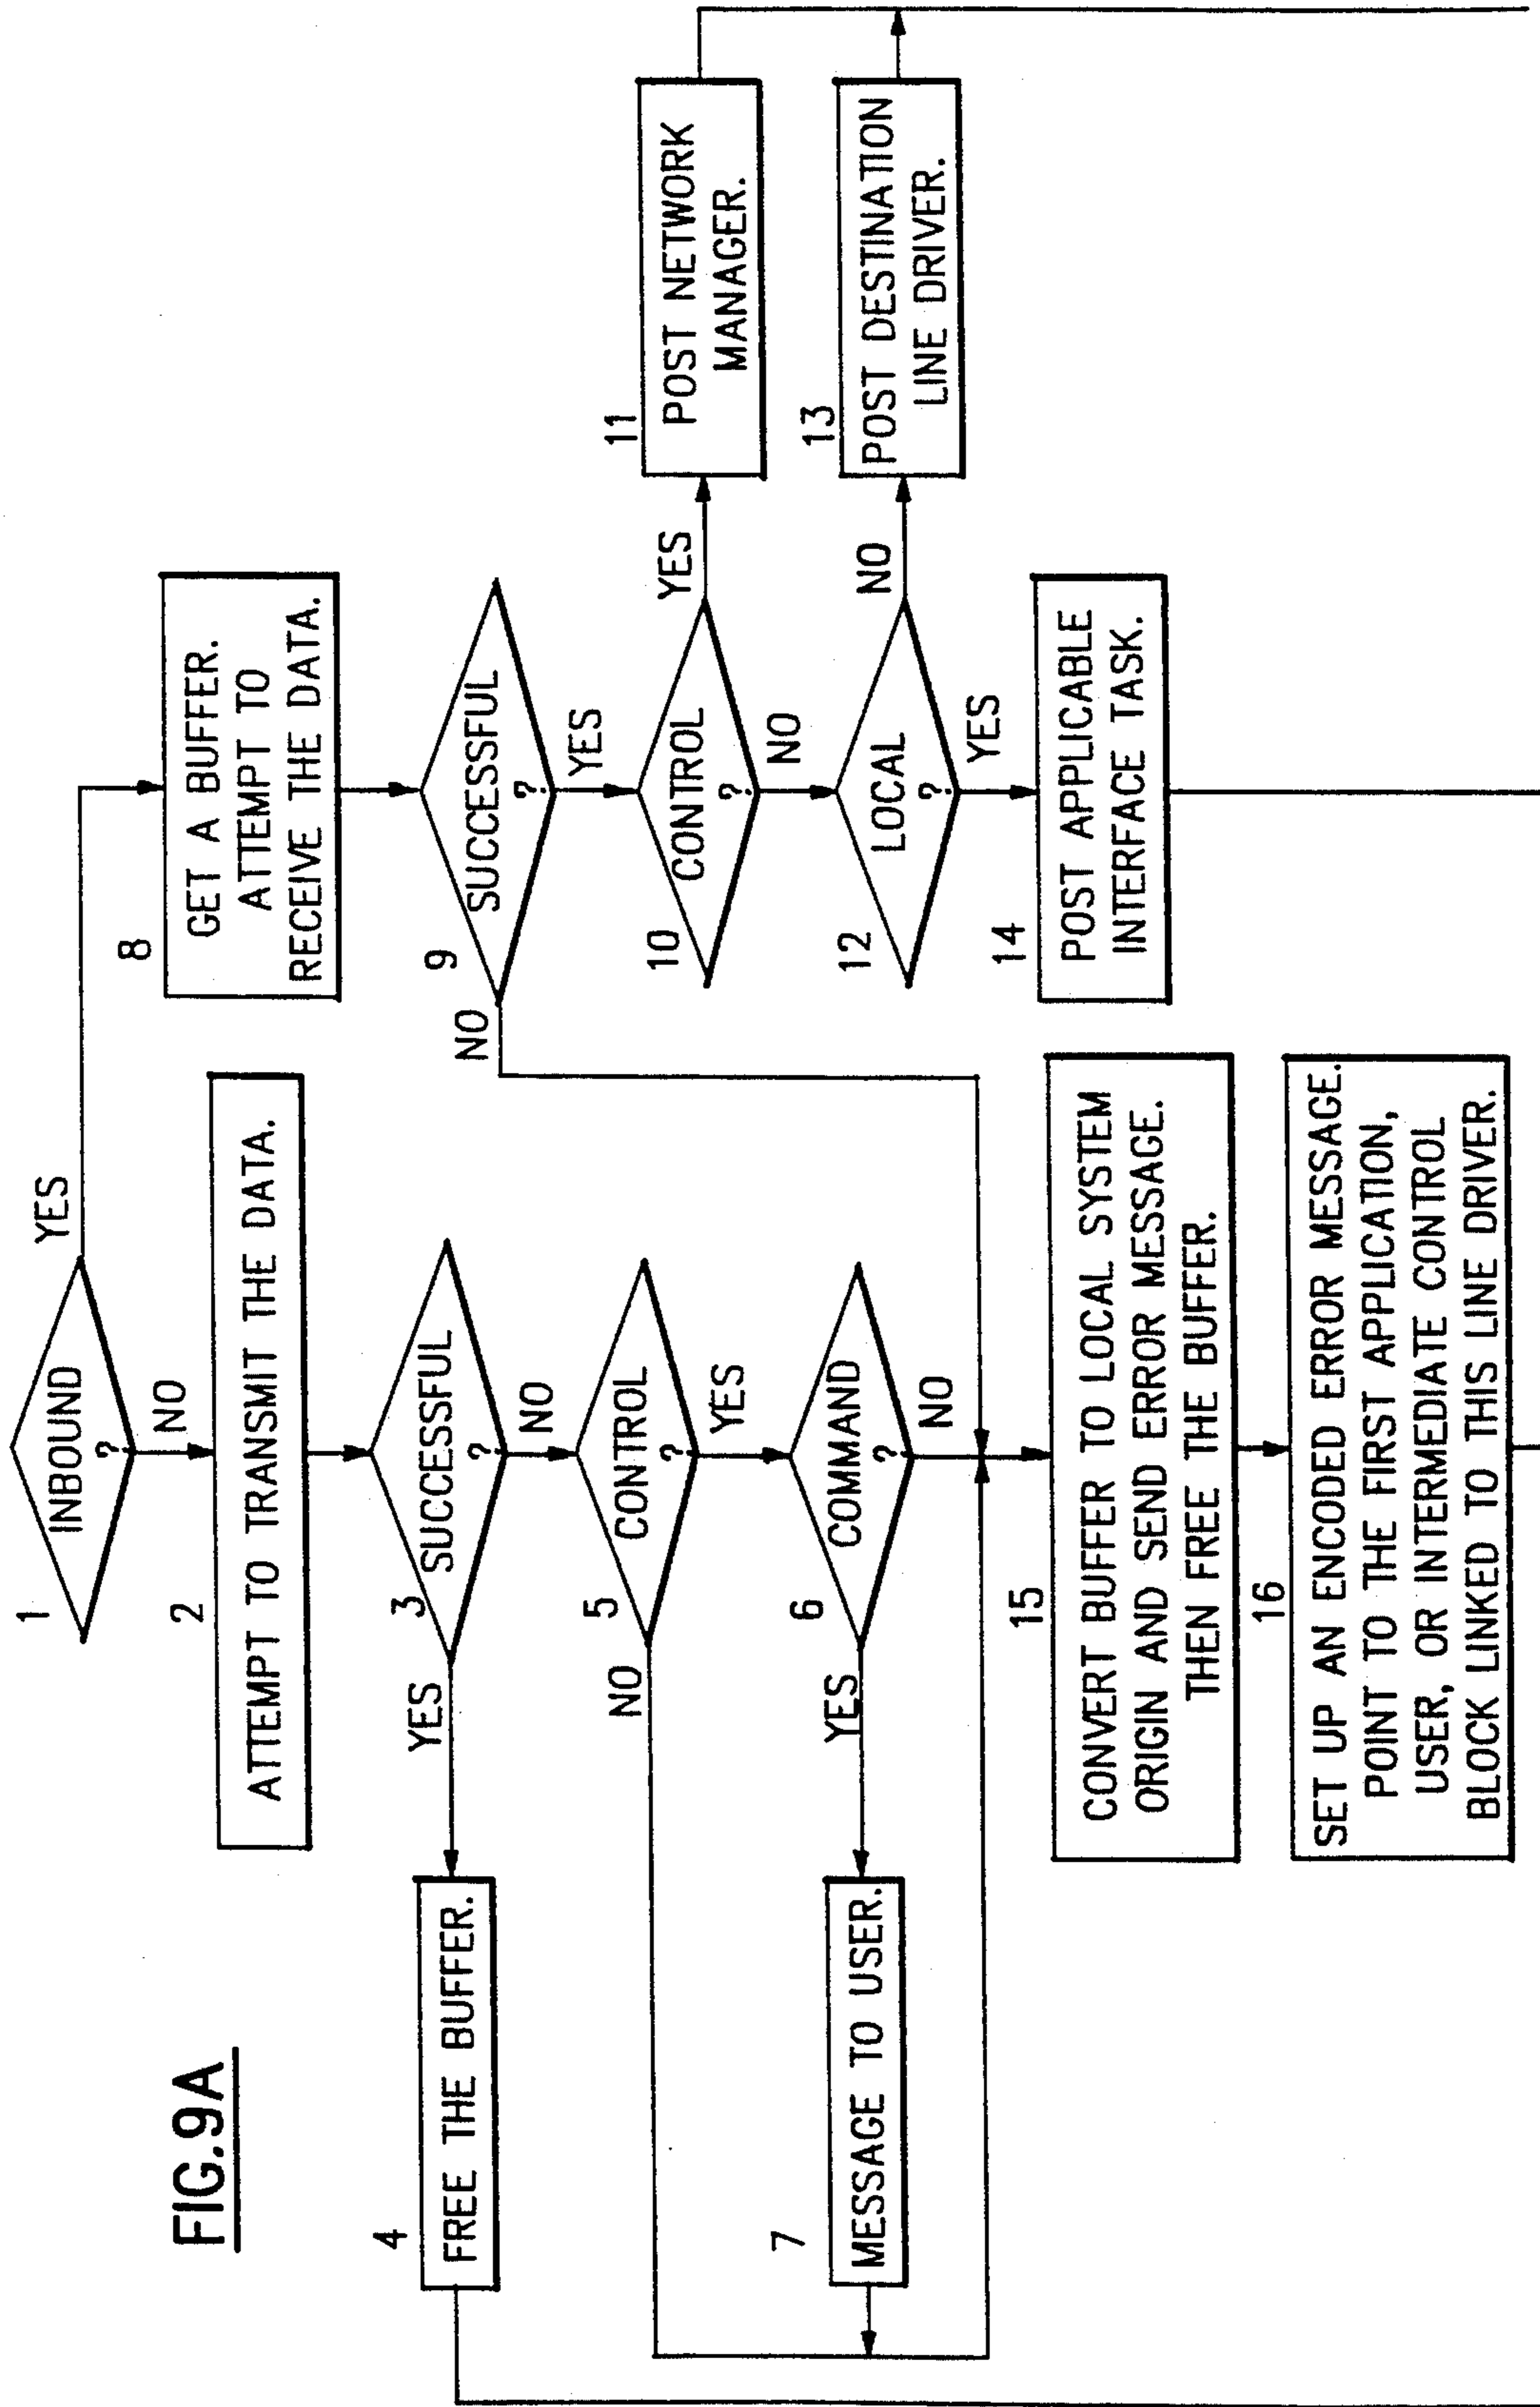 FIG.9A
1
INBOUND
?
YES
NO
2
ATTEMPT TO TRANSMIT THE DATA.
3
SUCCESSFUL
?
YES
NO
4
FREE THE BUFFER.
5
CONTROL
?
NO
YES
6
COMMAND
?
YES
NO
7
MESSAGE TO USER.
8
GET A BUFFER.
ATTEMPT TO
RECEIVE THE DATA.
9
SUCCESSFUL
?
NO
YES
10
CONTROL
?
YES
NO
11
POST NETWORK
MANAGER.
12
LOCAL
?
NO
YES
13
POST DESTINATION
LINE DRIVER.
14
POST APPLICABLE
INTERFACE TASK.
15
CONVERT BUFFER TO LOCAL SYSTEM
ORIGIN AND SEND ERROR MESSAGE.
THEN FREE THE BUFFER.
16
SET UP AN ENCODED ERROR MESSAGE.
POINT TO THE FIRST APPLICATION,
USER, OR INTERMEDIATE CONTROL
BLOCK LINKED TO THIS LINE DRIVER.